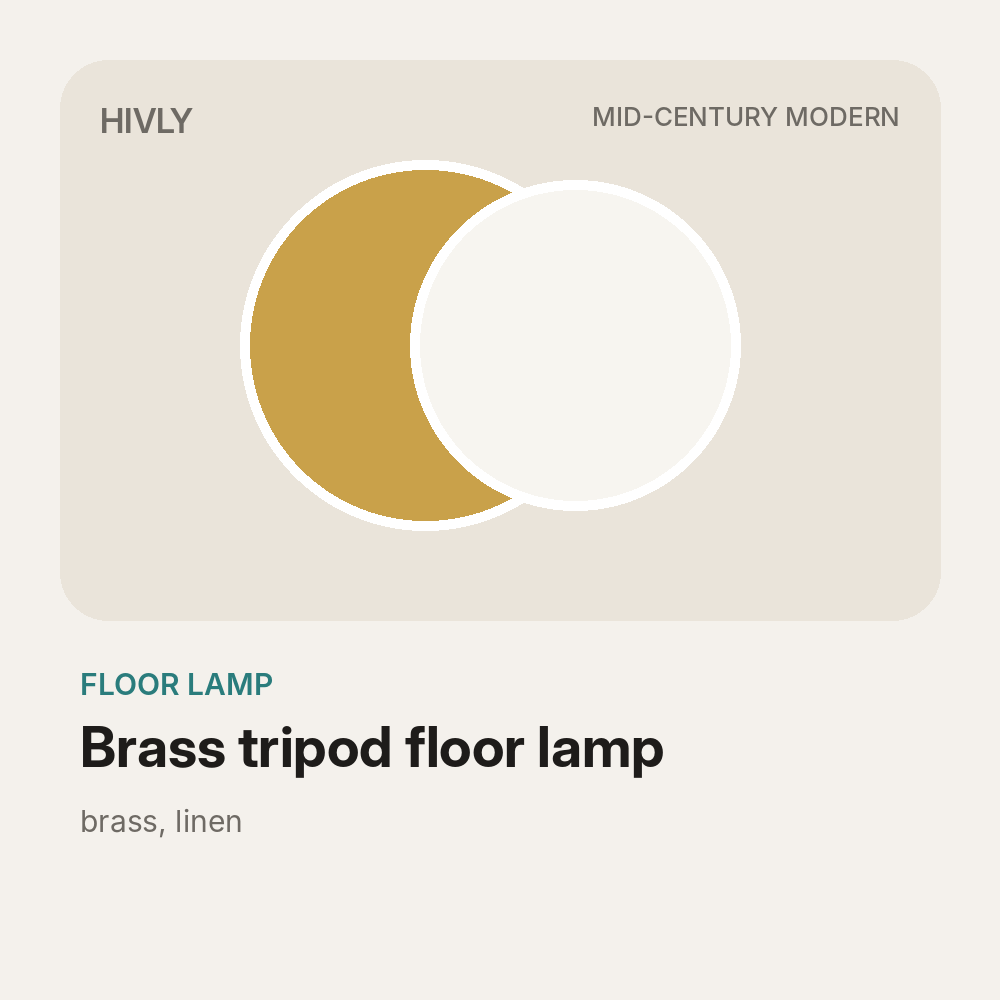 HIVLY
MID-CENTURY MODERN
FLOOR LAMP
Brass tripod floor lamp
brass, linen